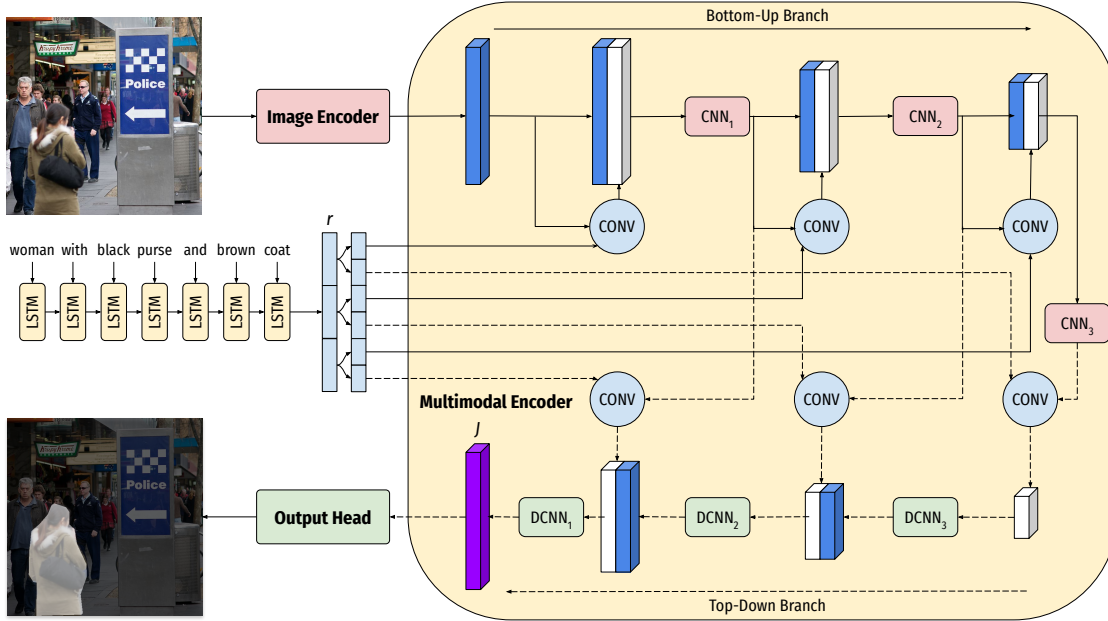 Bottom-Up Branch
Krispy Kreme
Police
Image Encoder
CNN₁
CNN₂
CONV
CONV
CONV
r
woman with black purse and brown coat
LSTM
LSTM
LSTM
LSTM
LSTM
LSTM
LSTM
CNN₃
CONV
CONV
CONV
Multimodal Encoder
J
Police
Output Head
DCNN₁
DCNN₂
DCNN₃
Top-Down Branch